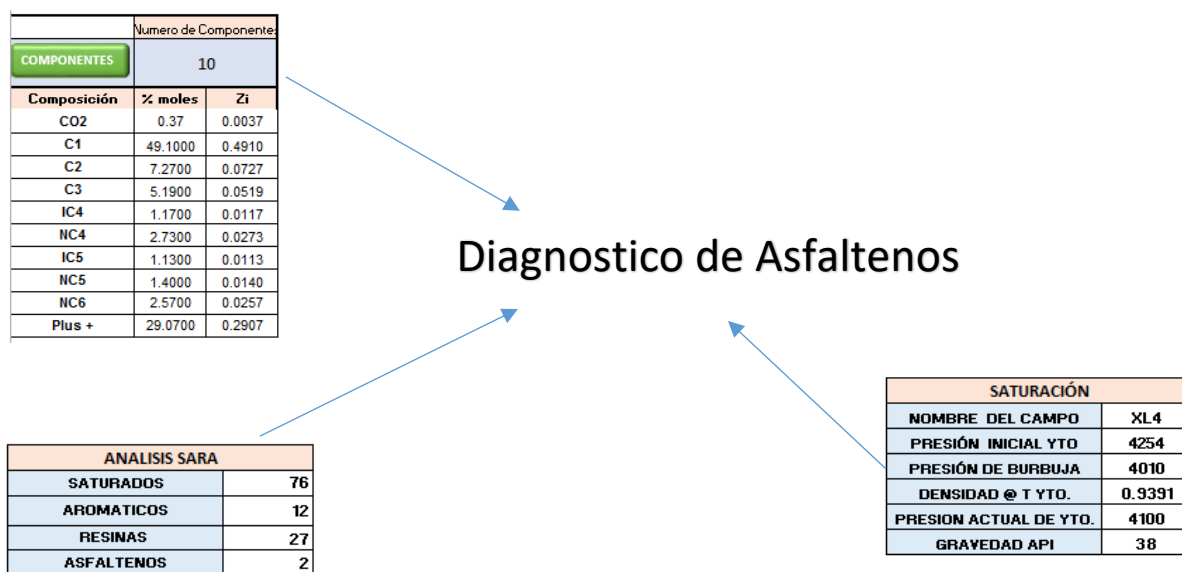 Numero de Componentes
COMPONENTES 10
Composición % moles Zi
CO2 0.37 0.0037
C1 49.1000 0.4910
C2 7.2700 0.0727
C3 5.1900 0.0519
IC4 1.1700 0.0117
NC4 2.7300 0.0273
IC5 1.1300 0.0113
NC5 1.4000 0.0140
NC6 2.5700 0.0257
Plus + 29.0700 0.2907
Diagnostico de Asfaltenos
ANALISIS SARA
SATURADOS 76
AROMATICOS 12
RESINAS 27
ASFALTENOS 2
SATURACIÓN
NOMBRE DEL CAMPO XL4
PRESIÓN INICIAL YTO 4254
PRESIÓN DE BURBUJA 4010
DENSIDAD @ T YTO. 0.9391
PRESION ACTUAL DE YTO. 4100
GRAVEDAD API 38